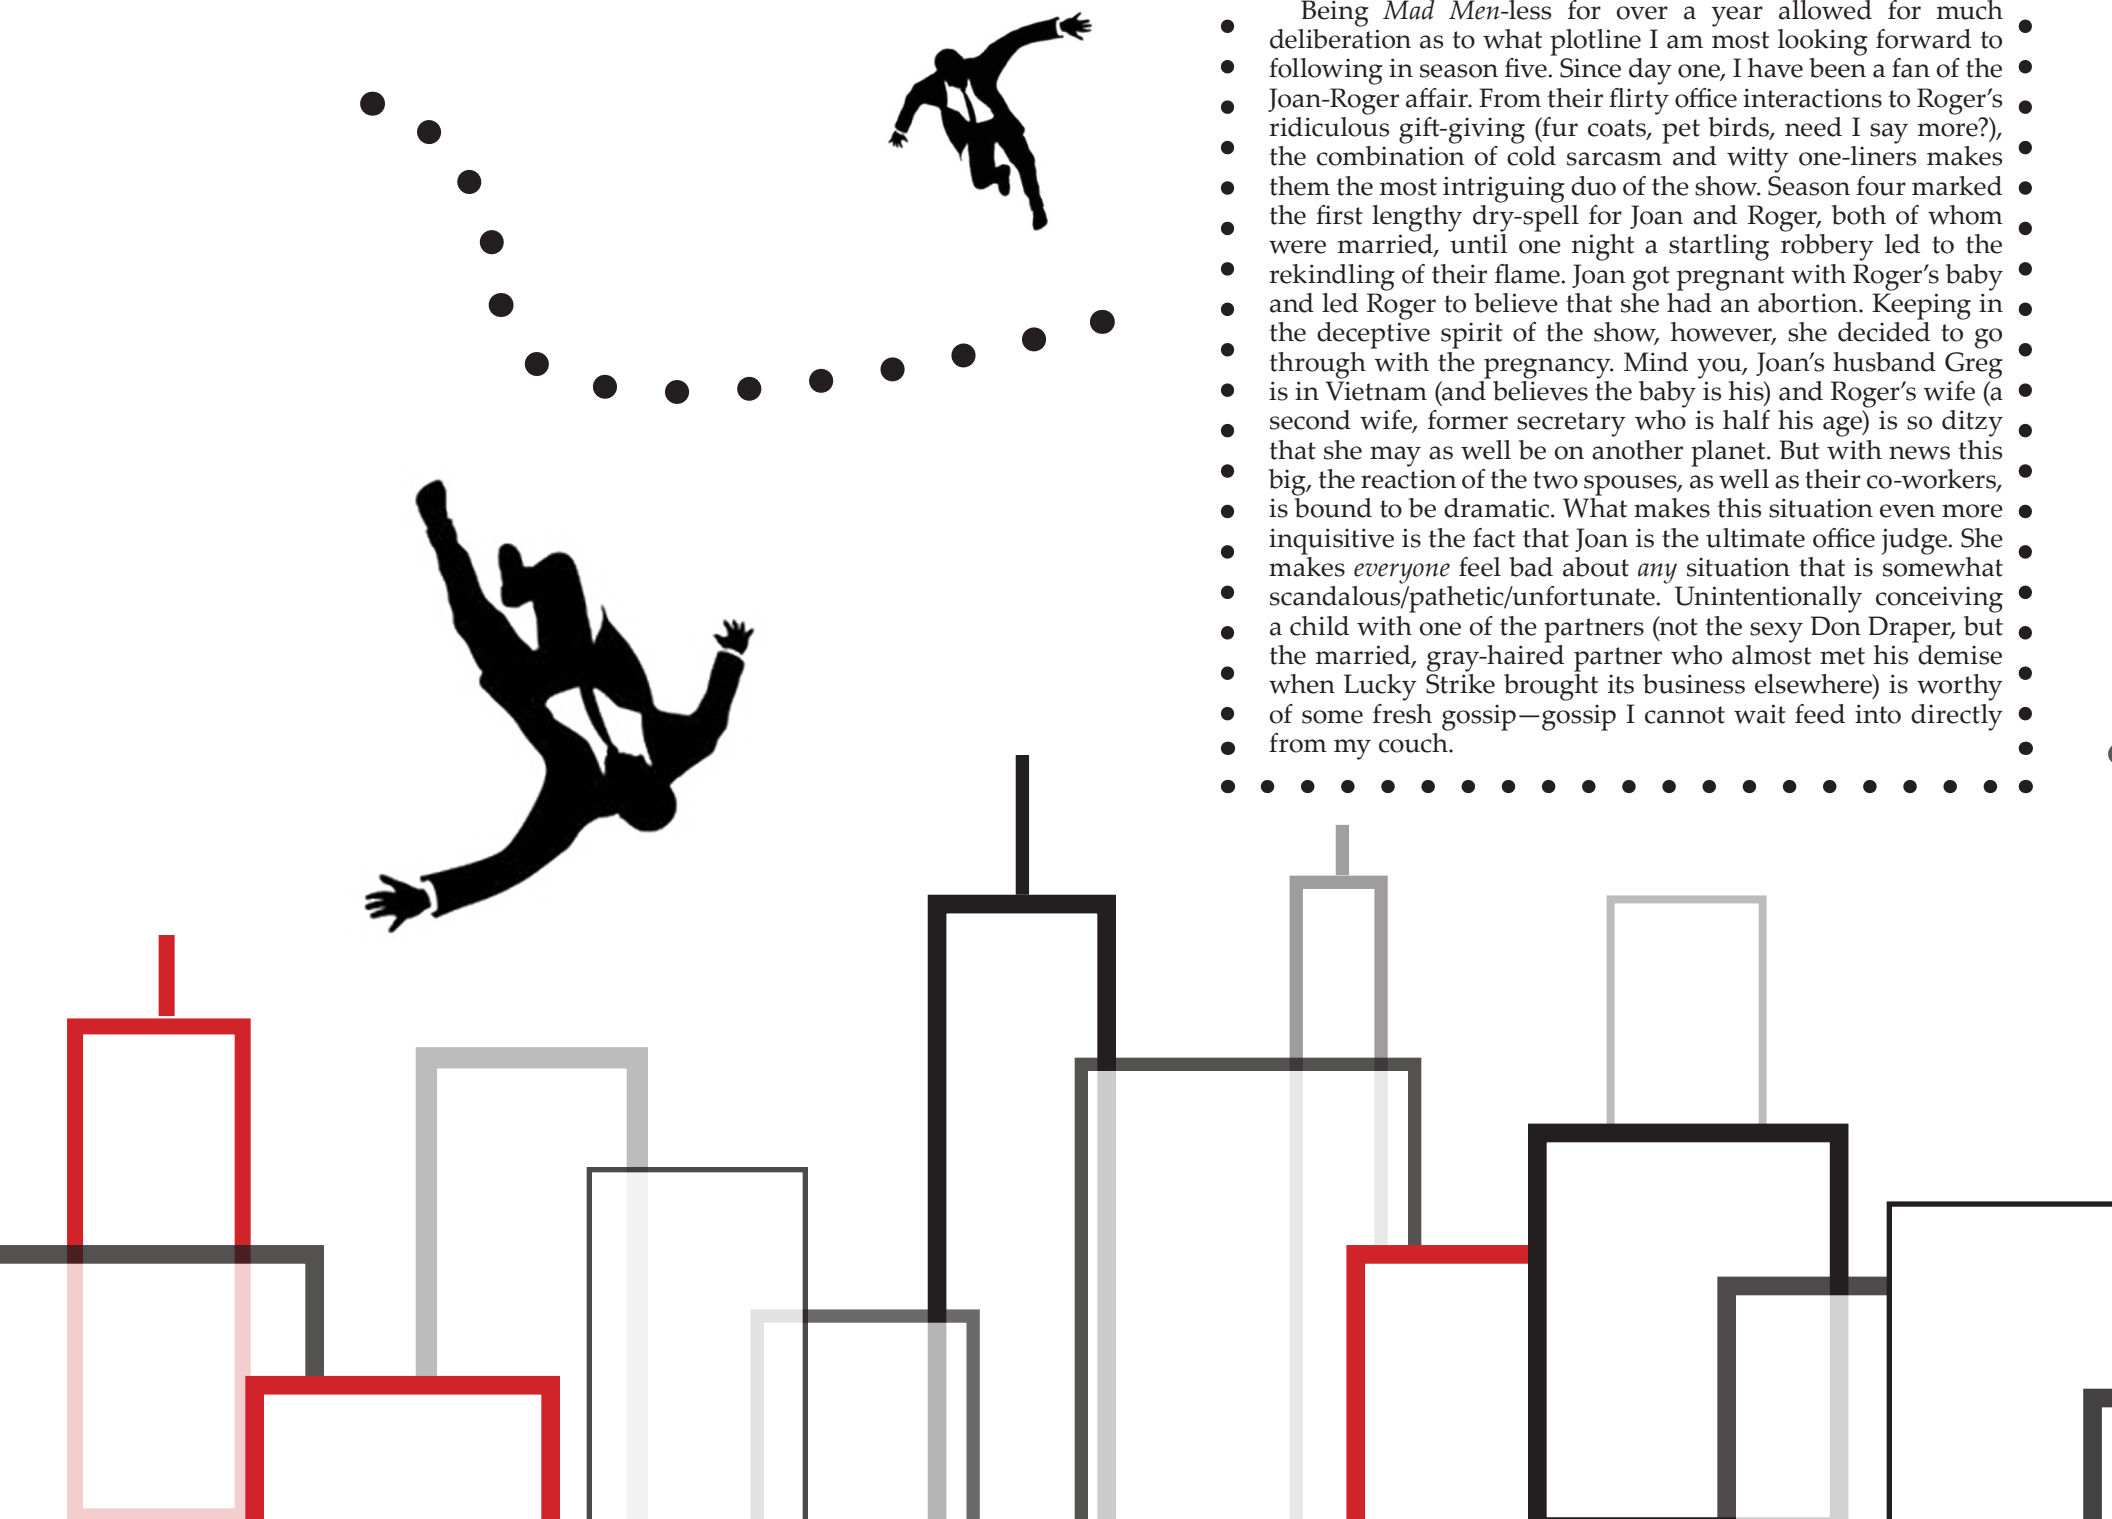 Being Mad Men-less for over a year allowed for much
deliberation as to what plotline I am most looking forward to
following in season five. Since day one, I have been a fan of the
Joan-Roger affair. From their flirty office interactions to Roger’s
ridiculous gift-giving (fur coats, pet birds, need I say more?),
the combination of cold sarcasm and witty one-liners makes
them the most intriguing duo of the show. Season four marked
the first lengthy dry-spell for Joan and Roger, both of whom
were married, until one night a startling robbery led to the
rekindling of their flame. Joan got pregnant with Roger’s baby
and led Roger to believe that she had an abortion. Keeping in
the deceptive spirit of the show, however, she decided to go
through with the pregnancy. Mind you, Joan’s husband Greg
is in Vietnam (and believes the baby is his) and Roger’s wife (a
second wife, former secretary who is half his age) is so ditzy
that she may as well be on another planet. But with news this
big, the reaction of the two spouses, as well as their co-workers,
is bound to be dramatic. What makes this situation even more
inquisitive is the fact that Joan is the ultimate office judge. She
makes everyone feel bad about any situation that is somewhat
scandalous/pathetic/unfortunate. Unintentionally conceiving
a child with one of the partners (not the sexy Don Draper, but
the married, gray-haired partner who almost met his demise
when Lucky Strike brought its business elsewhere) is worthy
of some fresh gossip—gossip I cannot wait feed into directly
from my couch.